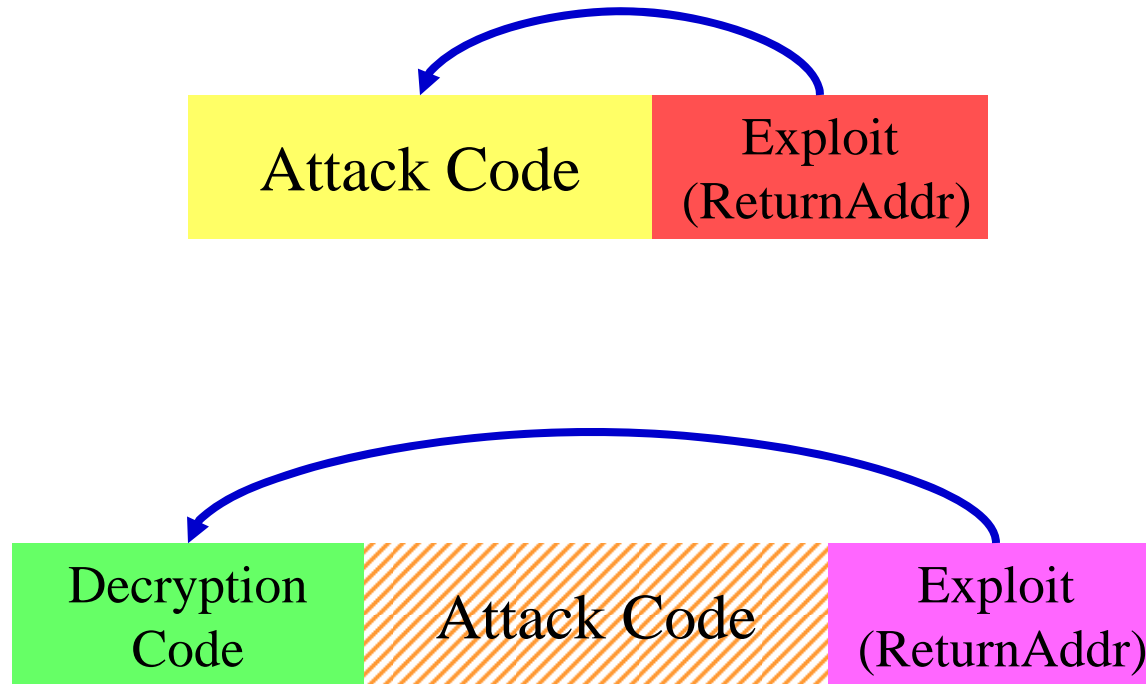 Attack Code
Exploit
(ReturnAddr)
Decryption
Code
Attack Code
Exploit
(ReturnAddr)